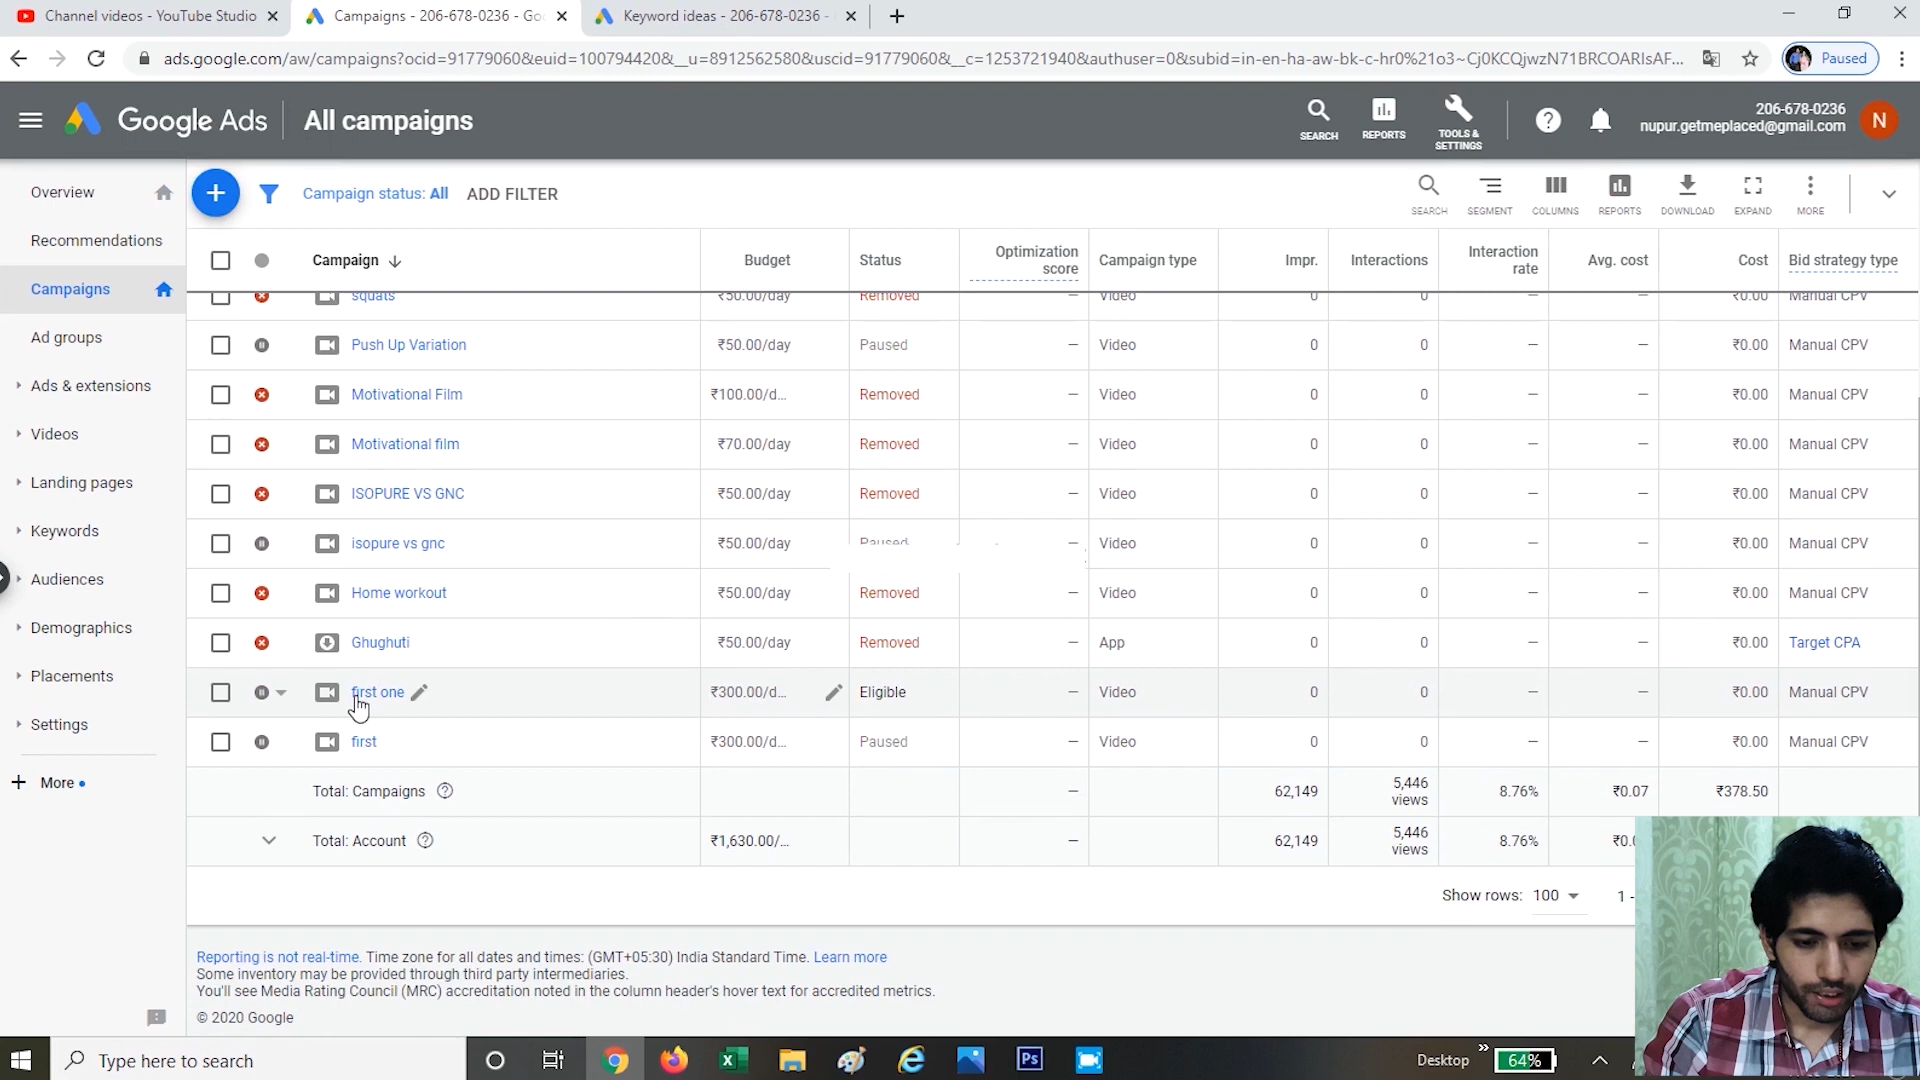 Channel videos - YouTube Studio
Campaigns - 206-678-0236 - Goo
Keyword ideas - 206-678-0236 -
ads.google.com/aw/campaigns?ocid=91779060&euid=100794420&__u=8912562580&uscid=91779060&__c=1253721940&authuser=0&subid=in-en-ha-aw-bk-c-hr0%21o3~Cj0KCQjwzN71BRCOARIsAF...
Paused
Google Ads
All campaigns
SEARCH
REPORTS
TOOLS & SETTINGS
206-678-0236
nupur.getmeplaced@gmail.com
N
Overview
Recommendations
Campaigns
Ad groups
Ads & extensions
Videos
Landing pages
Keywords
Audiences
Demographics
Placements
Settings
+ More
Campaign status: All ADD FILTER
SEARCH SEGMENT COLUMNS REPORTS DOWNLOAD EXPAND MORE
Campaign Budget Status Optimization score Campaign type Impr. Interactions Interaction rate Avg. cost Cost Bid strategy type
squats ₹50.00/day Removed — Video 0 0 — — ₹0.00 Manual CPV
Push Up Variation ₹50.00/day Paused — Video 0 0 — — ₹0.00 Manual CPV
Motivational Film ₹100.00/d... Removed — Video 0 0 — — ₹0.00 Manual CPV
Motivational film ₹70.00/day Removed — Video 0 0 — — ₹0.00 Manual CPV
ISOPURE VS GNC ₹50.00/day Removed — Video 0 0 — — ₹0.00 Manual CPV
isopure vs gnc ₹50.00/day Paused — Video 0 0 — — ₹0.00 Manual CPV
Home workout ₹50.00/day Removed — Video 0 0 — — ₹0.00 Manual CPV
Ghughuti ₹50.00/day Removed — App 0 0 — — ₹0.00 Target CPA
first one ₹300.00/d... Eligible — Video 0 0 — — ₹0.00 Manual CPV
first ₹300.00/d... Paused — Video 0 0 — — ₹0.00 Manual CPV
Total: Campaigns — 62,149 5,446 views 8.76% ₹0.07 ₹378.50
Total: Account ₹1,630.00/... — 62,149 5,446 views 8.76%
Show rows: 100 1 -
Reporting is not real-time. Time zone for all dates and times: (GMT+05:30) India Standard Time. Learn more
Some inventory may be provided through third party intermediaries.
You'll see Media Rating Council (MRC) accreditation noted in the column header's hover text for accredited metrics.
© 2020 Google
Type here to search
Ps
Desktop
64%